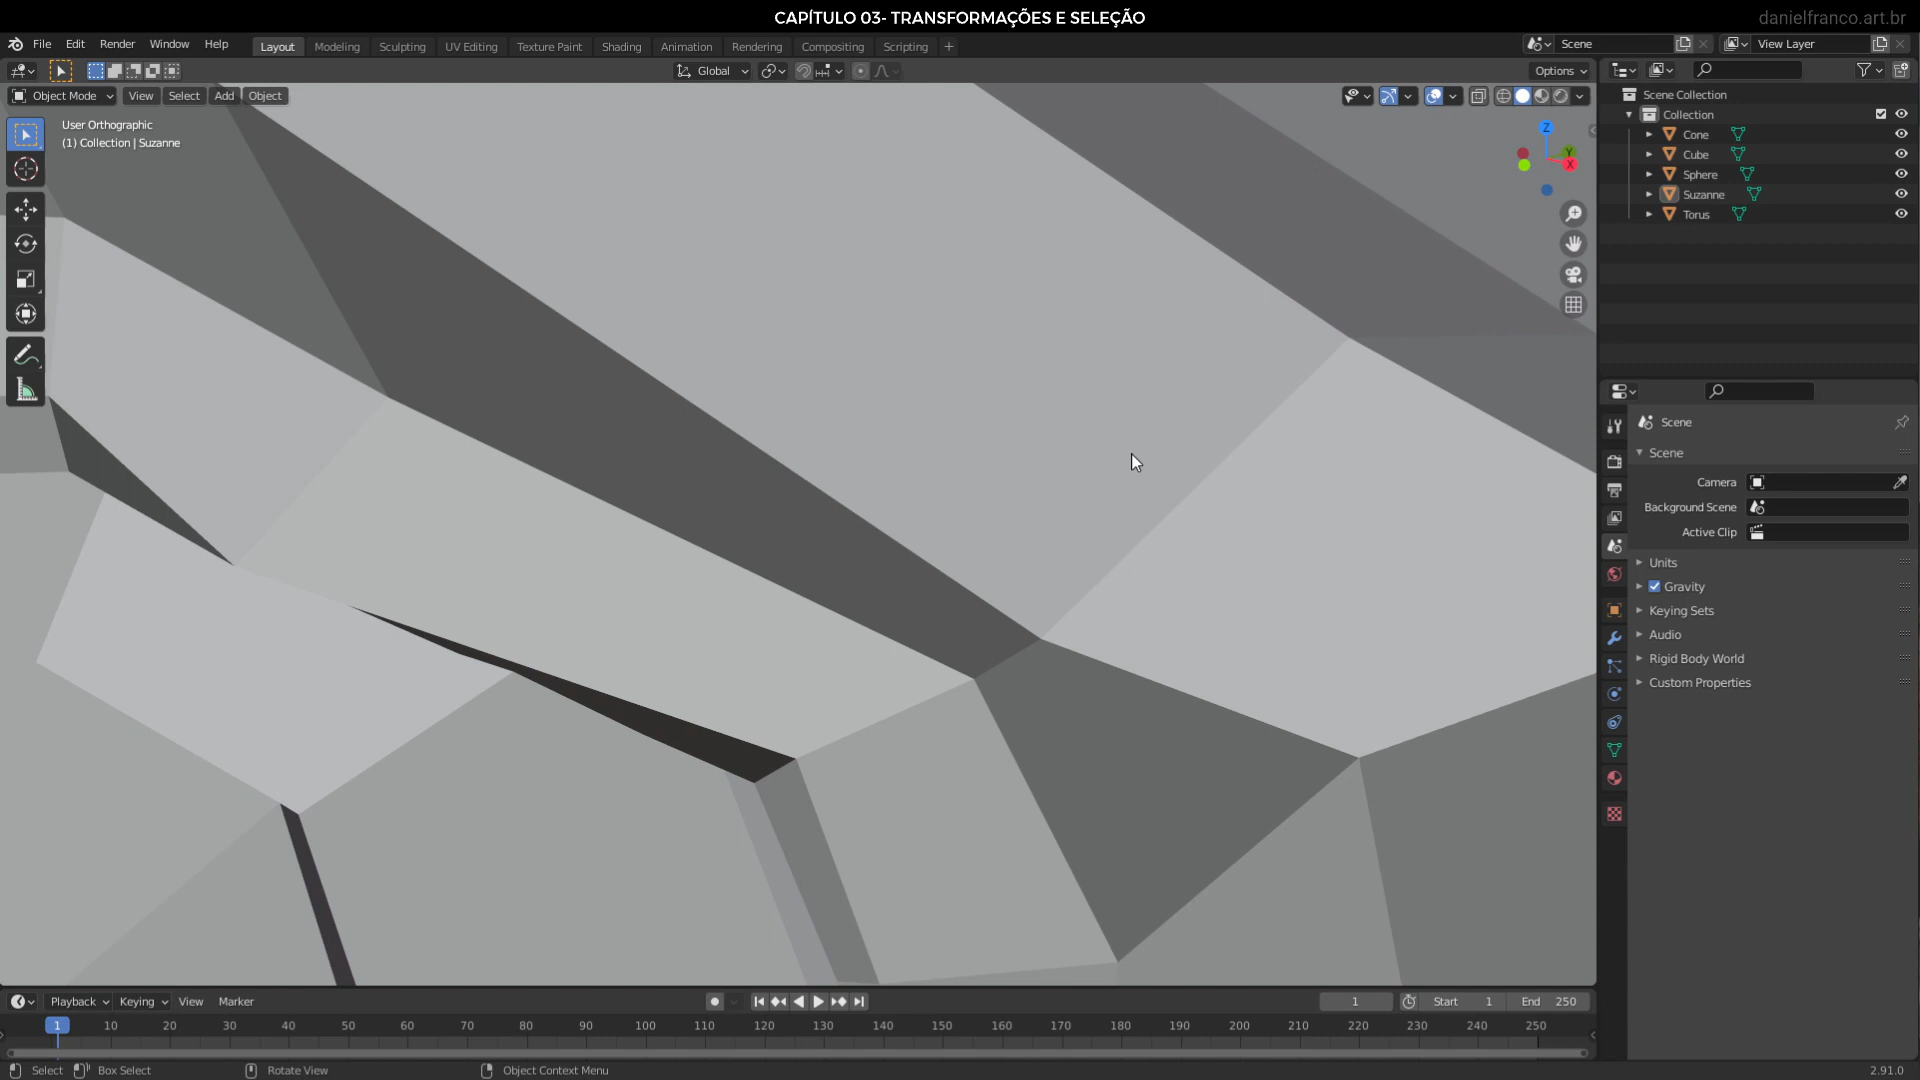 CAPÍTULO 03- TRANSFORMAÇÕES E SELEÇÃO
danielfranco.art.br
File Edit Render Window Help
Layout Modeling Sculpting UV Editing Texture Paint Shading Animation Rendering Compositing Scripting +
Scene
View Layer
Global
Options
Object Mode View Select Add Object
User Orthographic
(1) Collection | Suzanne
Z
Y
X
Scene Collection
Collection
Cone
Cube
Sphere
Suzanne
Torus
Scene
Scene
Camera
Background Scene
Active Clip
Units
Gravity
Keying Sets
Audio
Rigid Body World
Custom Properties
Playback Keying View Marker
1
Start 1
End 250
1 10 20 30 40 50 60 70 80 90 100 110 120 130 140 150 160 170 180 190 200 210 220 230 240 250
Select Box Select Rotate View Object Context Menu
2.91.0